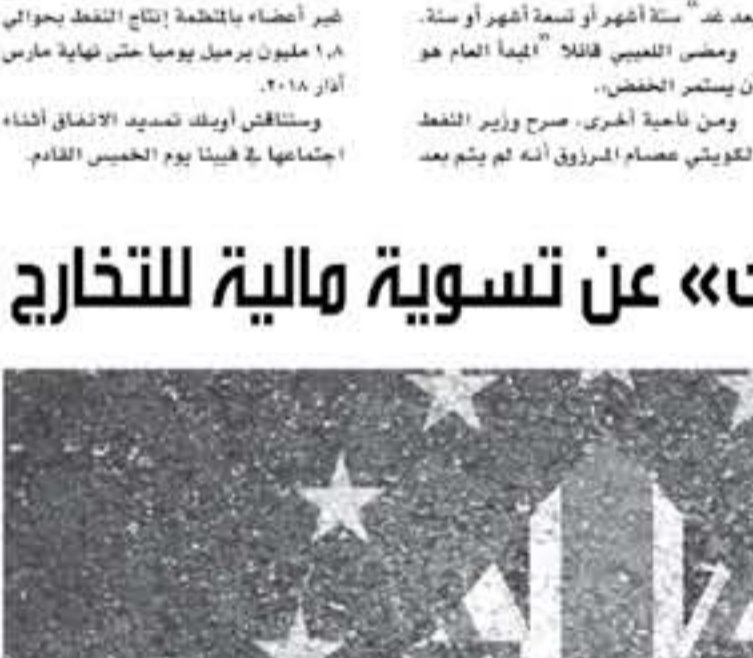 بعد غد" ستة أشهر أو تسعة أشهر أو سنة.
ومضى اللعيبي قائلا "المبدأ العام هو
ن يستمر الخفض".
ومن ناحية أخرى، صرح وزير النفط
لكويتي عصام المرزوق أنه لم يتم بعد
غير أعضاء بالمنظمة إنتاج النفط بحوالي
١,٨ مليون برميل يوميا حتى نهاية مارس
آذار ٢٠١٨.
وستناقش أوبك تمديد الاتفاق أثناء
اجتماعها في فيينا يوم الخميس القادم.
ت» عن تسوية مالية للتخارج